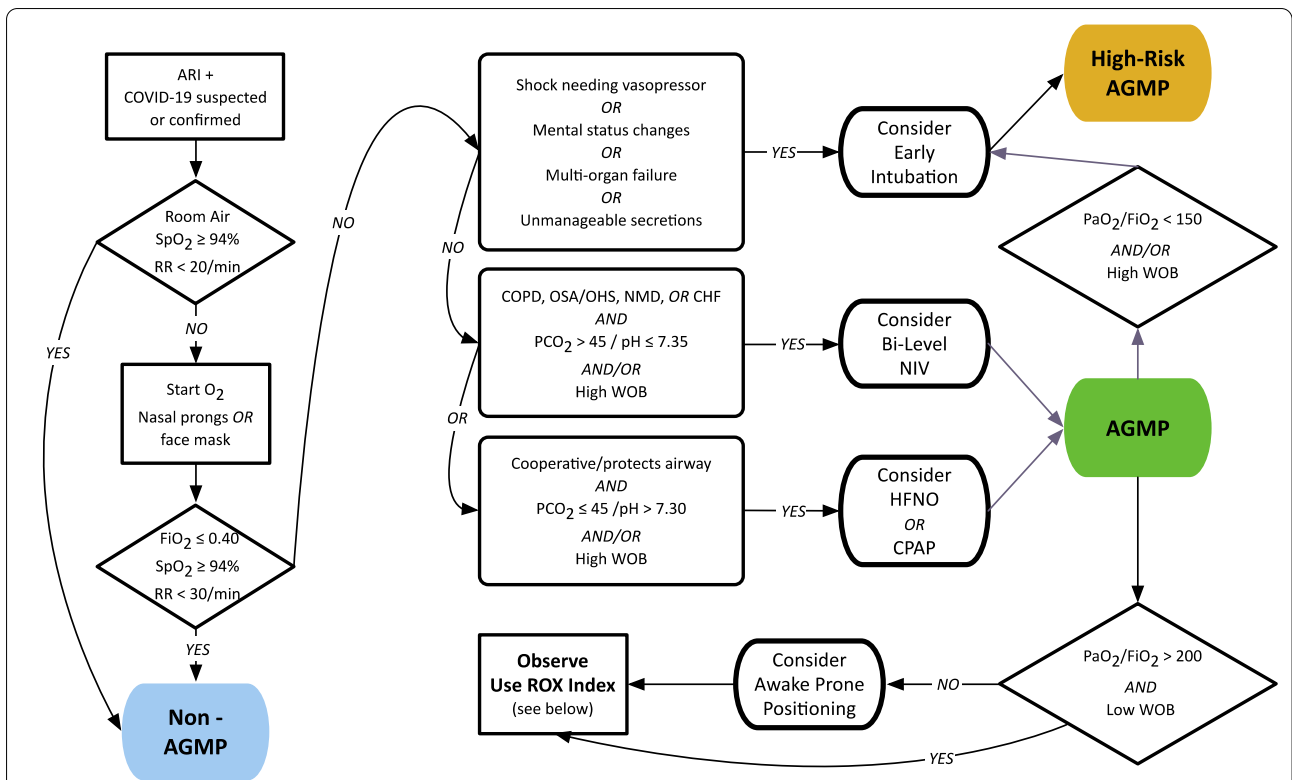 ARI +
COVID-19 suspected
or confirmed
Room Air
SpO2 ≥ 94%
RR < 20/min
NO
YES
Start O2
Nasal prongs OR
face mask
FiO2 ≤ 0.40
SpO2 ≥ 94%
RR < 30/min
YES
Non -
AGMP
NO
Shock needing vasopressor
OR
Mental status changes
OR
Multi-organ failure
OR
Unmanageable secretions
YES
Consider
Early
Intubation
High-Risk
AGMP
NO
COPD, OSA/OHS, NMD, OR CHF
AND
PCO2 > 45 / pH ≤ 7.35
AND/OR
High WOB
YES
Consider
Bi-Level
NIV
OR
Cooperative/protects airway
AND
PCO2 ≤ 45 /pH > 7.30
AND/OR
High WOB
YES
Consider
HFNO
OR
CPAP
PaO2/FiO2 < 150
AND/OR
High WOB
AGMP
PaO2/FiO2 > 200
AND
Low WOB
NO
Consider
Awake Prone
Positioning
Observe
Use ROX Index
(see below)
YES